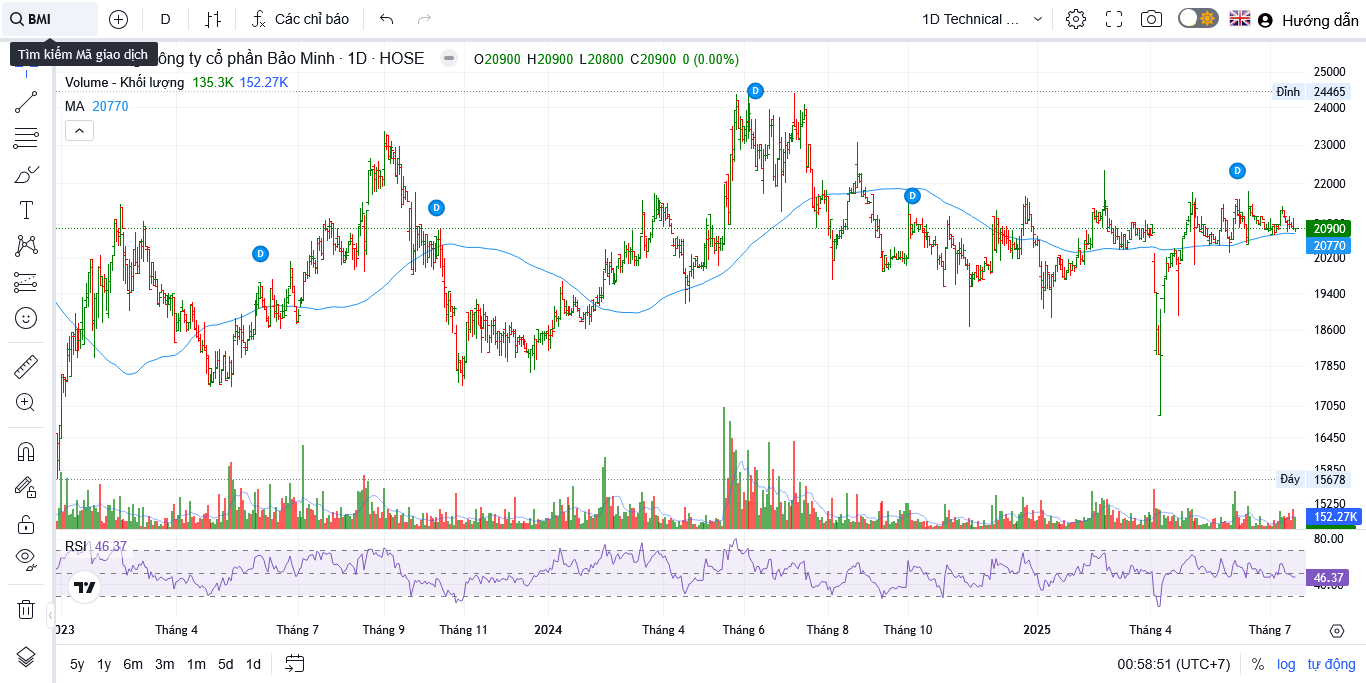 BMI
D
Các chỉ báo
1D Technical ...
Hướng dẫn
Tìm kiếm Mã giao dịch
ông ty cổ phần Bảo Minh · 1D · HOSE
O20900 H20900 L20800 C20900 0 (0.00%)
Volume - Khối lượng 135.3K 152.27K
MA 20770
25000
Đỉnh 24465
24000
23000
22000
20900
20770
20200
19400
18600
17850
17050
16450
15850
Đáy 15678
15250
152.27K
D
D
D
D
D
RSI 46.37
80.00
46.37
40.00
2023 Tháng 4 Tháng 7 Tháng 9 Tháng 11 2024 Tháng 4 Tháng 6 Tháng 8 Tháng 10 2025 Tháng 4 Tháng 7
5y 1y 6m 3m 1m 5d 1d
00:58:51 (UTC+7) % log tự động